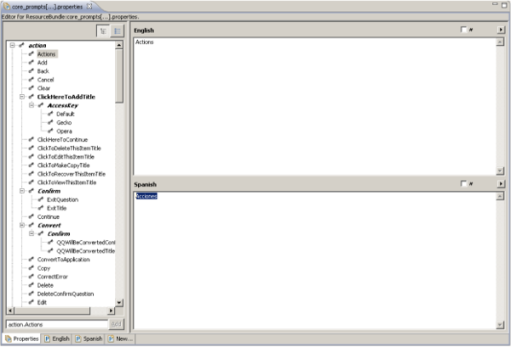 core_prompts[...].properties
Editor for ResourceBundle:core_prompts[...].properties.
action
Actions
Add
Back
Cancel
Clear
ClickHereToAddTitle
AccessKey
Default
Gecko
Opera
ClickHereToContinue
ClickToDeleteThisItemTitle
ClickToEditThisItemTitle
ClickToMakeCopyTitle
ClickToRecoverThisItemTitle
ClickToViewThisItemTitle
Confirm
ExitQuestion
ExitTitle
Continue
Convert
Confirm
QQWillBeConvertedCont
QQWillBeConvertedTitle
ConvertToApplication
Copy
CorrectError
Delete
DeleteConfirmQuestion
Edit
action.Actions
Add
English
#
Actions
Spanish
#
Acciones
Properties
English
Spanish
New...